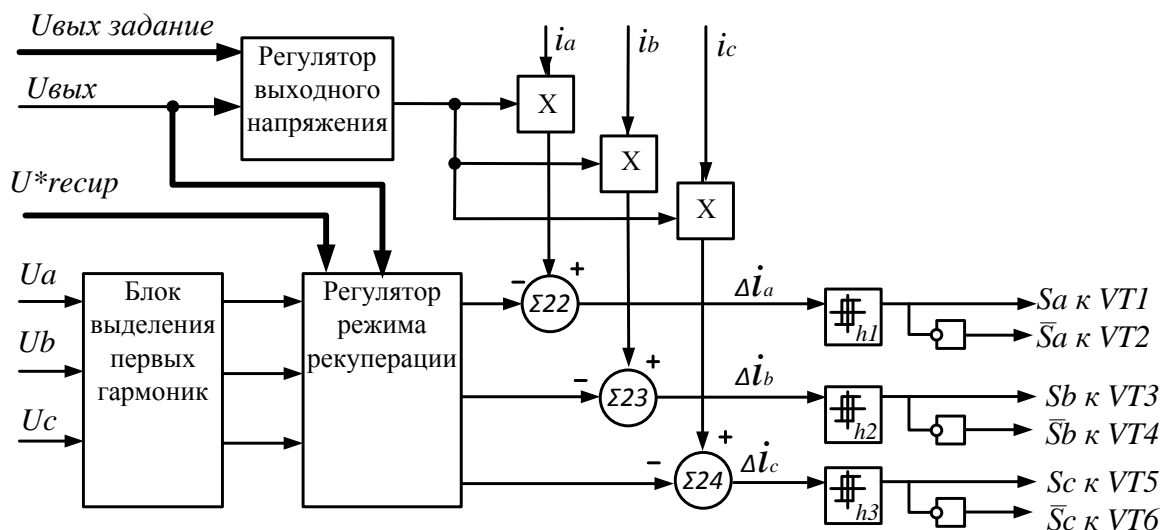 Uвых задание
Uвых
U*recup
Ua
Ub
Uc
Регулятор
выходного
напряжения
Блок
выделения
первых
гармоник
Регулятор
режима
рекуперации
ia
ib
ic
X
X
X
− +
Σ22
− +
Σ23
− +
Σ24
Δia
Δib
Δic
h1
h2
h3
Sa к VT1
S̅a к VT2
Sb к VT3
S̅b к VT4
Sc к VT5
S̅c к VT6